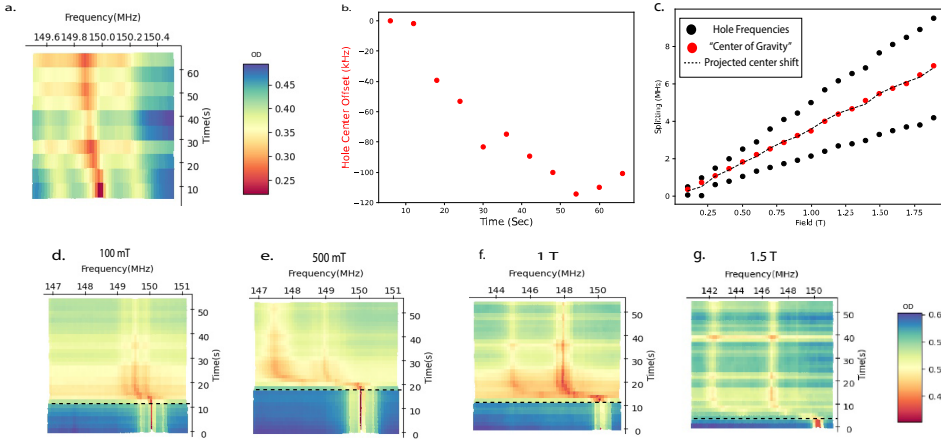 a.
Frequency(MHz)
149.6 149.8 150.0 150.2 150.4
OD
0.45
0.40
0.35
0.30
0.25
60
50
40
30
20
10
Time(s)
b.
Hole Center Offset (kHz)
0
−20
−40
−60
−80
−100
−120
10 20 30 40 50 60
Time (Sec)
c.
Hole Frequencies
"Center of Gravity"
Projected center shift
Splitting (MHz)
8
6
4
2
0
0.25 0.50 0.75 1.00 1.25 1.50 1.75
Field (T)
d.
100 mT
Frequency(MHz)
147 148 149 150 151
50
40
30
20
10
0
Time(s)
e.
500 mT
Frequency(MHz)
147 148 149 150 151
50
40
30
20
10
0
Time(s)
f.
1 T
Frequency(MHz)
144 146 148 150
50
40
30
20
10
0
Time(s)
g.
1.5 T
Frequency(MHz)
142 144 146 148 150
50
40
30
20
10
0
Time(s)
OD
0.6
0.5
0.4
0.4